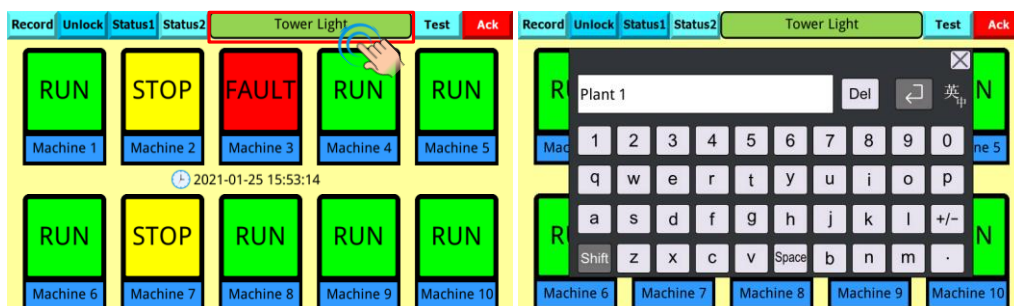 Record Unlock Status1 Status2 Tower Light Test Ack
RUN STOP FAULT RUN RUN
Machine 1 Machine 2 Machine 3 Machine 4 Machine 5
2021-01-25 15:53:14
RUN STOP RUN RUN RUN
Machine 6 Machine 7 Machine 8 Machine 9 Machine 10
Record Unlock Status1 Status2 Tower Light Test Ack
Plant 1 Del 英中
1 2 3 4 5 6 7 8 9 0
q w e r t y u i o p
a s d f g h j k l +/-
Shift z x c v Space b n m .
R N
Mac ne 5
R N
Machine 6 Machine 7 Machine 8 Machine 9 Machine 10